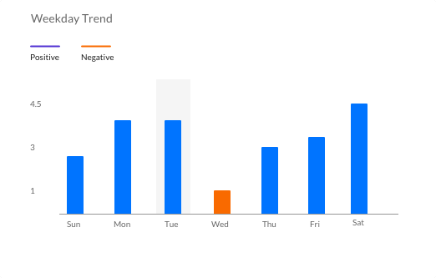 Weekday Trend
Positive Negative
4.5
3
1
Sun Mon Tue Wed Thu Fri Sat